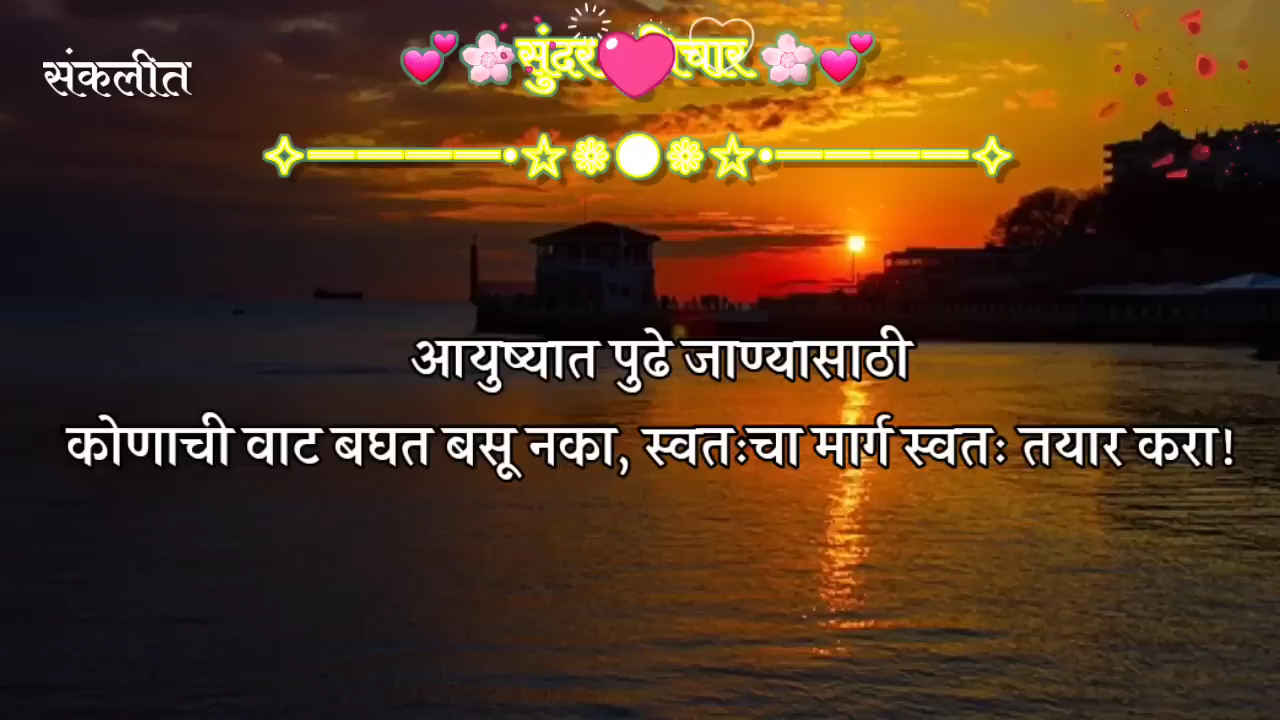 संकलीत
सुंदर
आयुष्यात पुढे जाण्यासाठी
कोणाची वाट बघत बसू नका, स्वतःचा मार्ग स्वतः तयार करा!